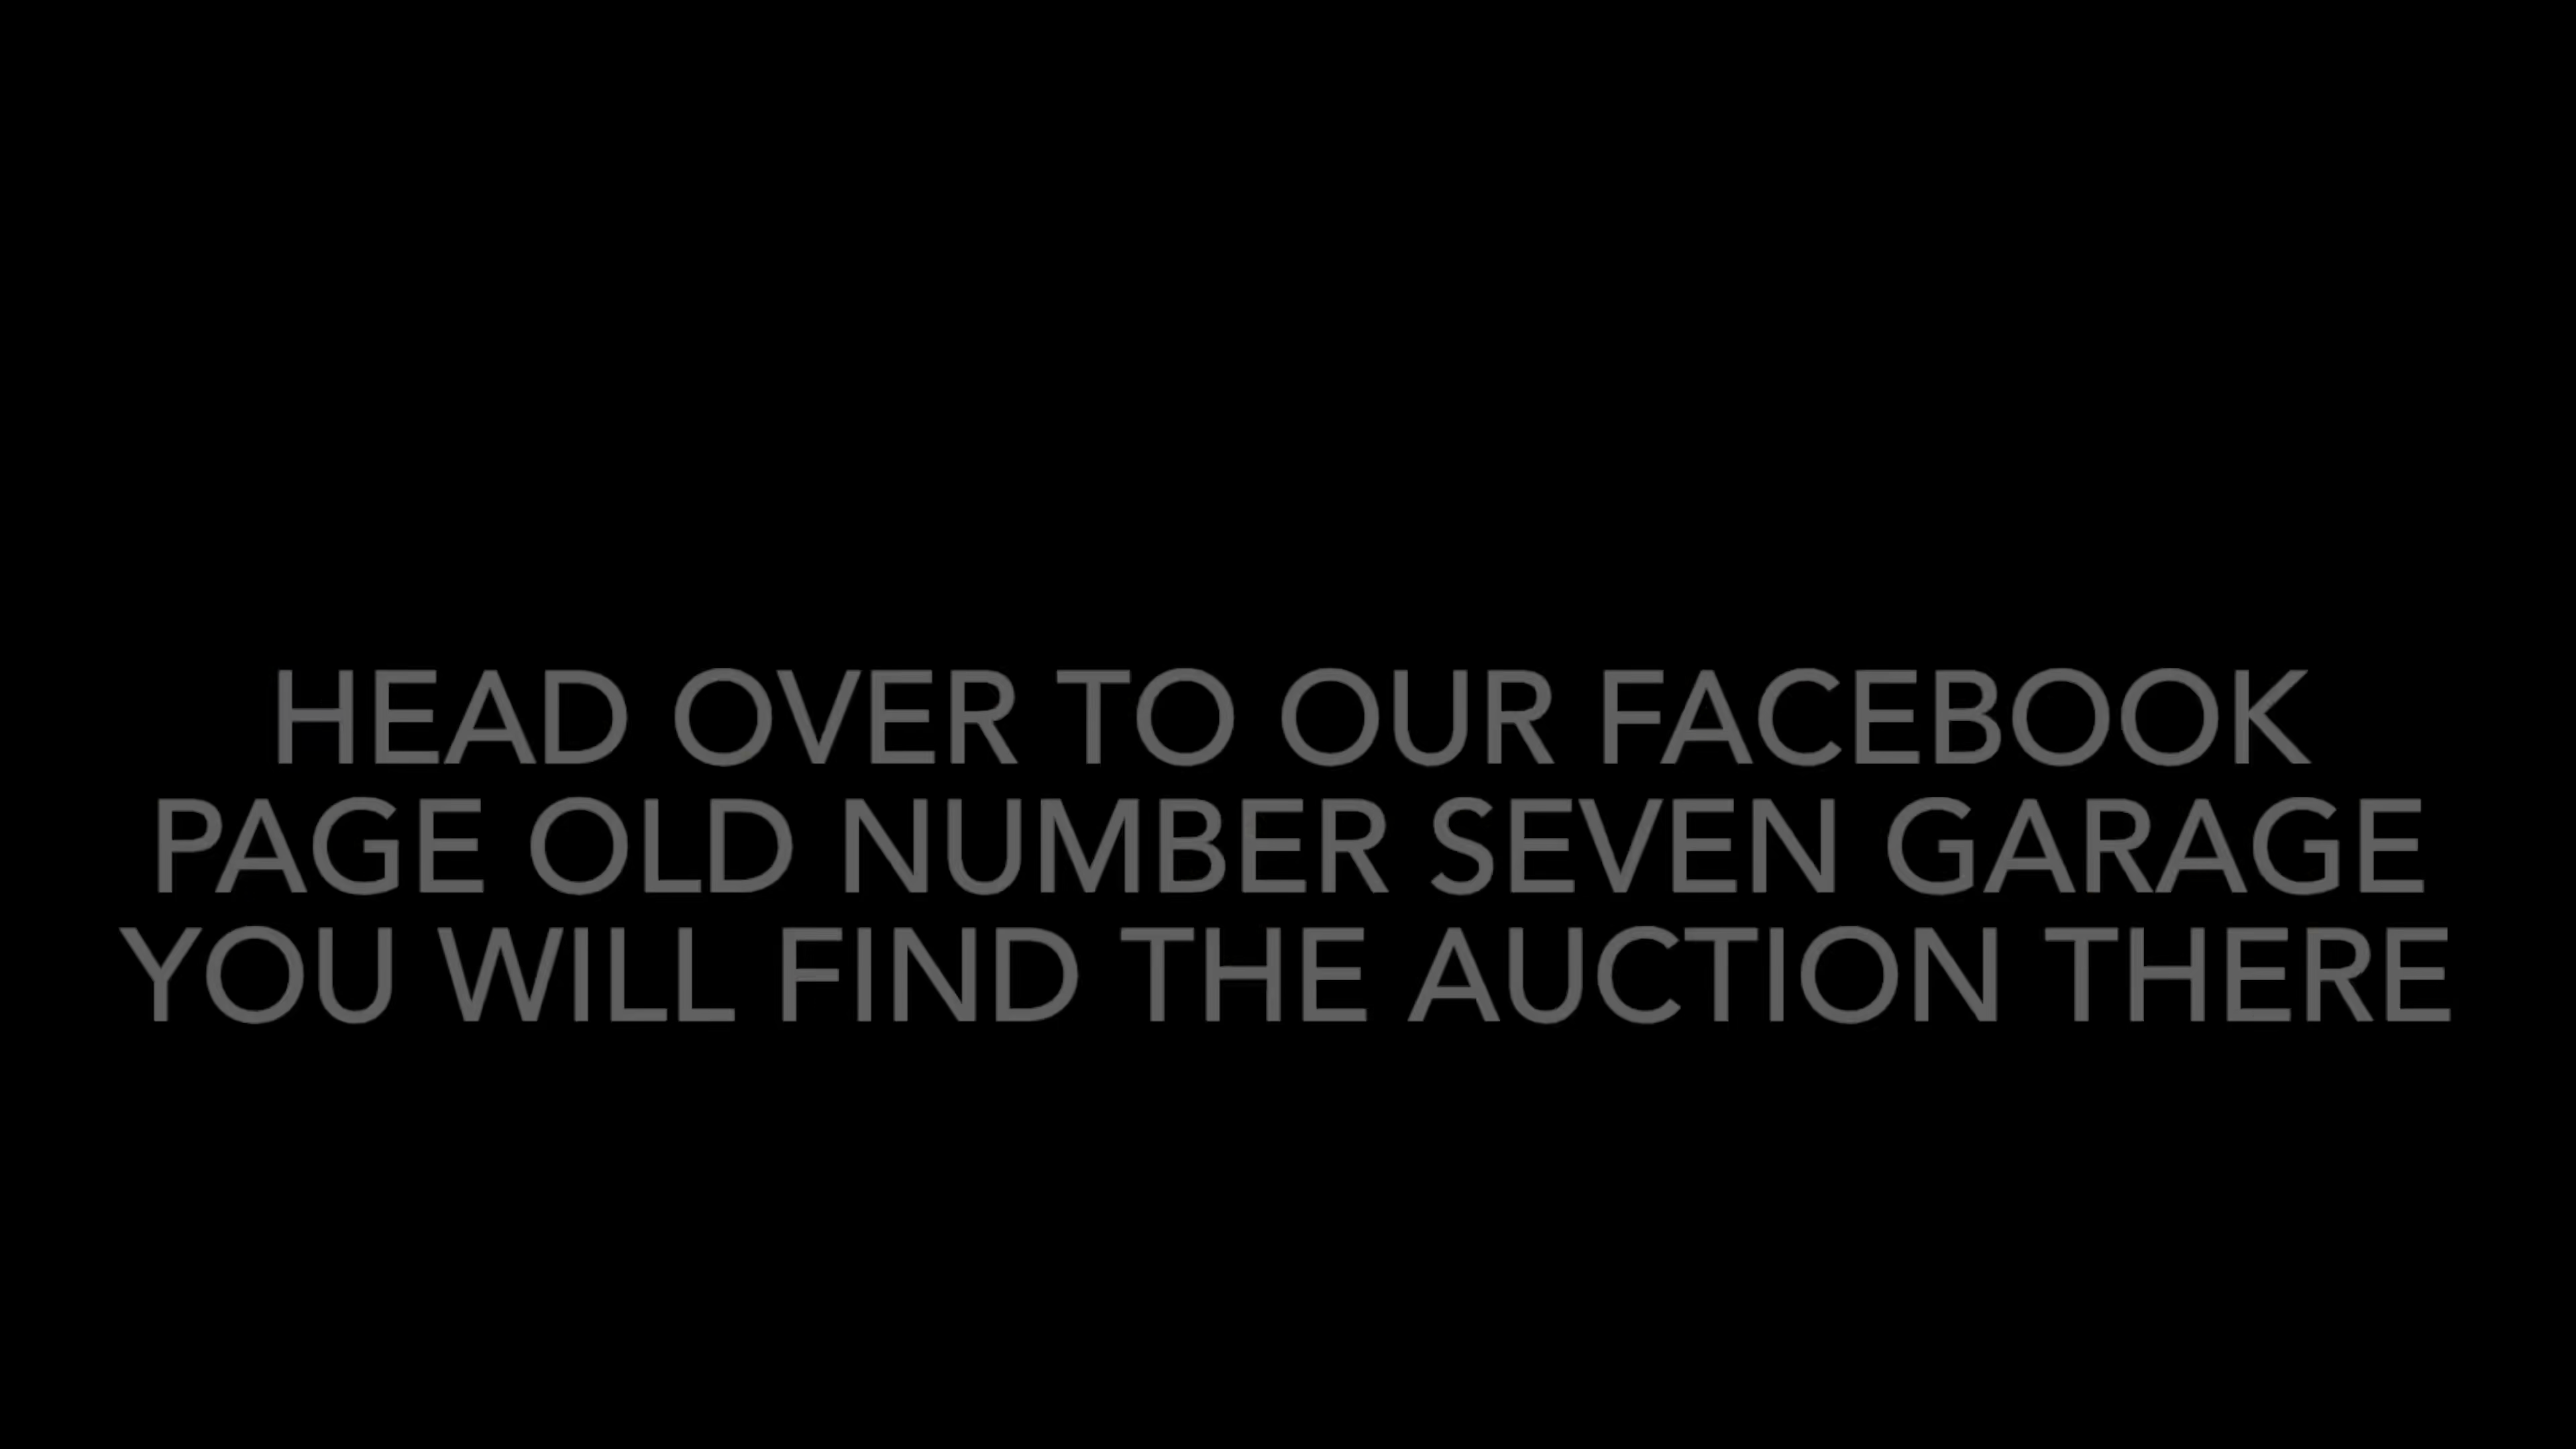 HEAD OVER TO OUR FACEBOOK
PAGE OLD NUMBER SEVEN GARAGE
YOU WILL FIND THE AUCTION THERE